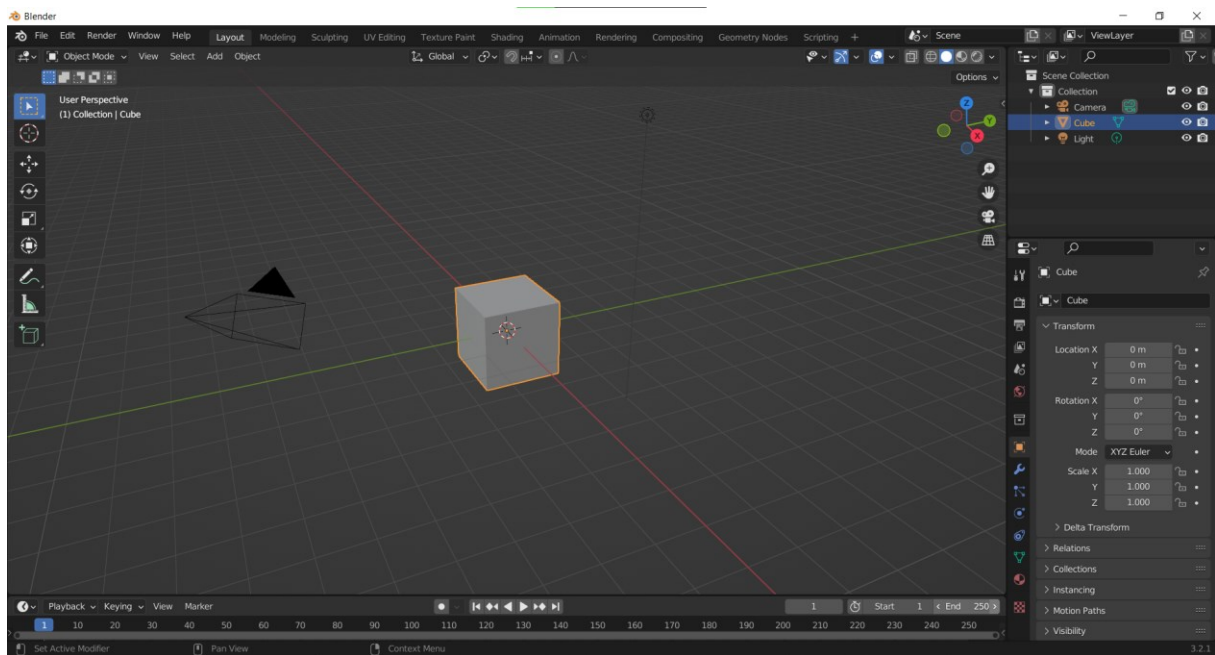 Blender
File Edit Render Window Help Layout Modeling Sculpting UV Editing Texture Paint Shading Animation Rendering Compositing Geometry Nodes Scripting + Scene ViewLayer
Object Mode View Select Add Object Global
Options
User Perspective
(1) Collection | Cube
Z
Y
X
Scene Collection
Collection
Camera
Cube
Light
Cube
Cube
Transform
Location X 0 m
Y 0 m
Z 0 m
Rotation X 0°
Y 0°
Z 0°
Mode XYZ Euler
Scale X 1.000
Y 1.000
Z 1.000
Delta Transform
Relations
Collections
Instancing
Motion Paths
Visibility
Playback Keying View Marker 1 Start 1 End 250
1 10 20 30 40 50 60 70 80 90 100 110 120 130 140 150 160 170 180 190 200 210 220 230 240 250
Set Active Modifier Pan View Context Menu 3.2.1